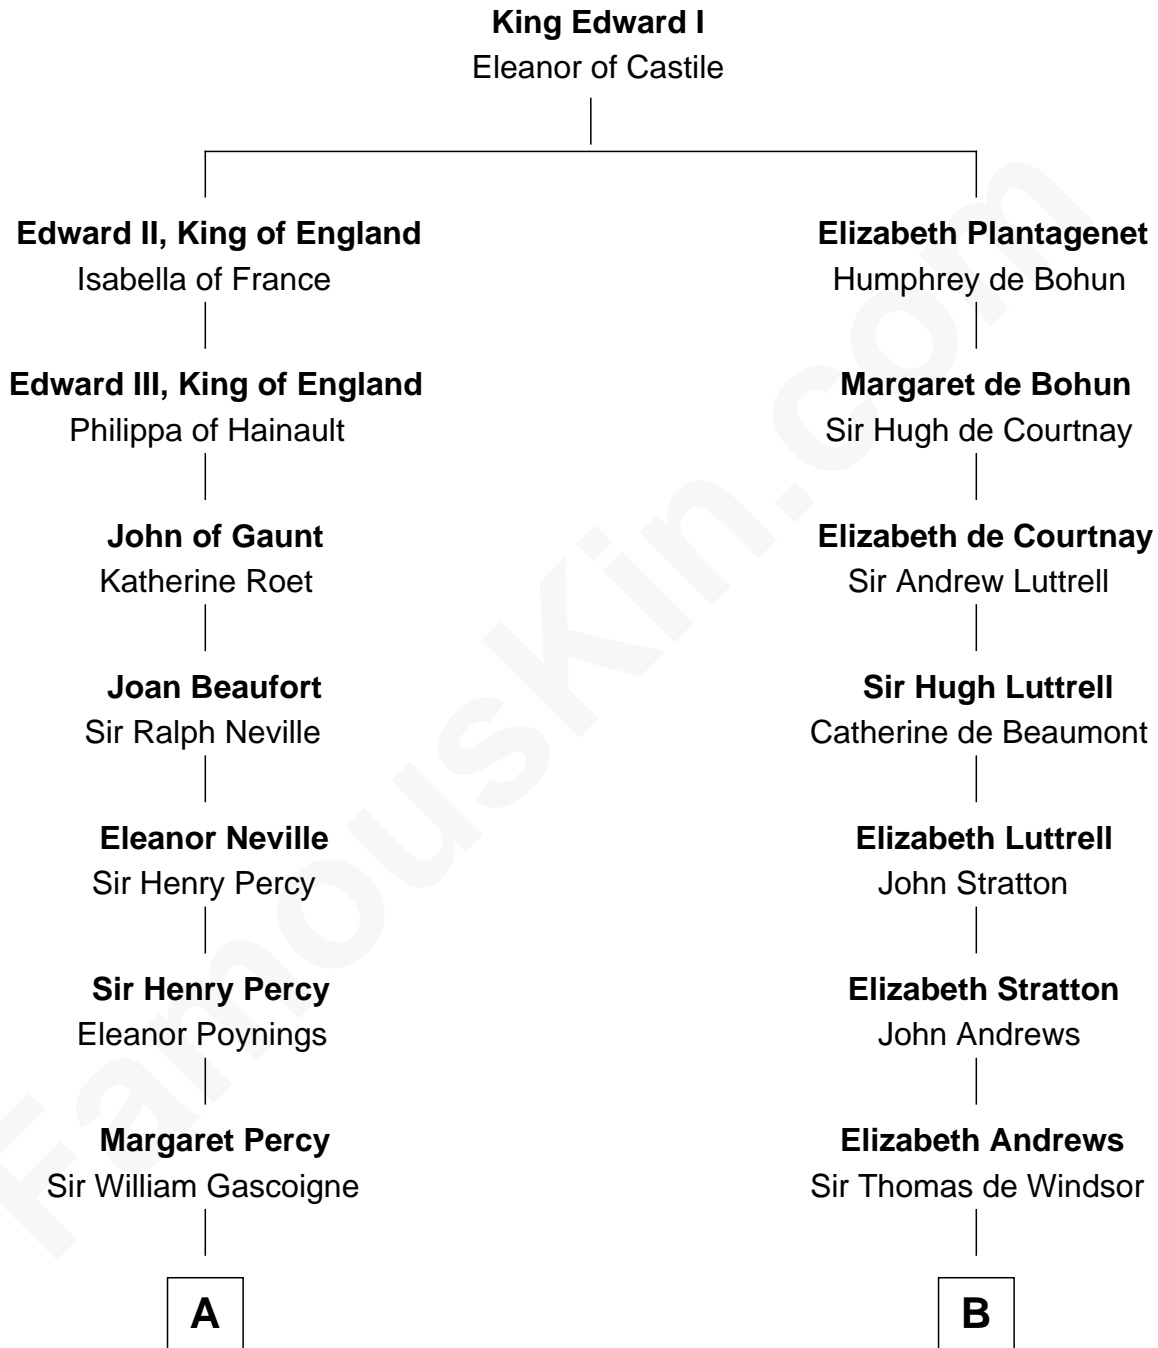 King Edward I
Eleanor of Castile
Edward II, King of England
Isabella of France
Elizabeth Plantagenet
Humphrey de Bohun
Edward III, King of England
Philippa of Hainault
Margaret de Bohun
Sir Hugh de Courtnay
John of Gaunt
Katherine Roet
Elizabeth de Courtnay
Sir Andrew Luttrell
Joan Beaufort
Sir Ralph Neville
Sir Hugh Luttrell
Catherine de Beaumont
Eleanor Neville
Sir Henry Percy
Elizabeth Luttrell
John Stratton
Sir Henry Percy
Eleanor Poynings
Elizabeth Stratton
John Andrews
Margaret Percy
Sir William Gascoigne
Elizabeth Andrews
Sir Thomas de Windsor
A
B
FamousKin.com